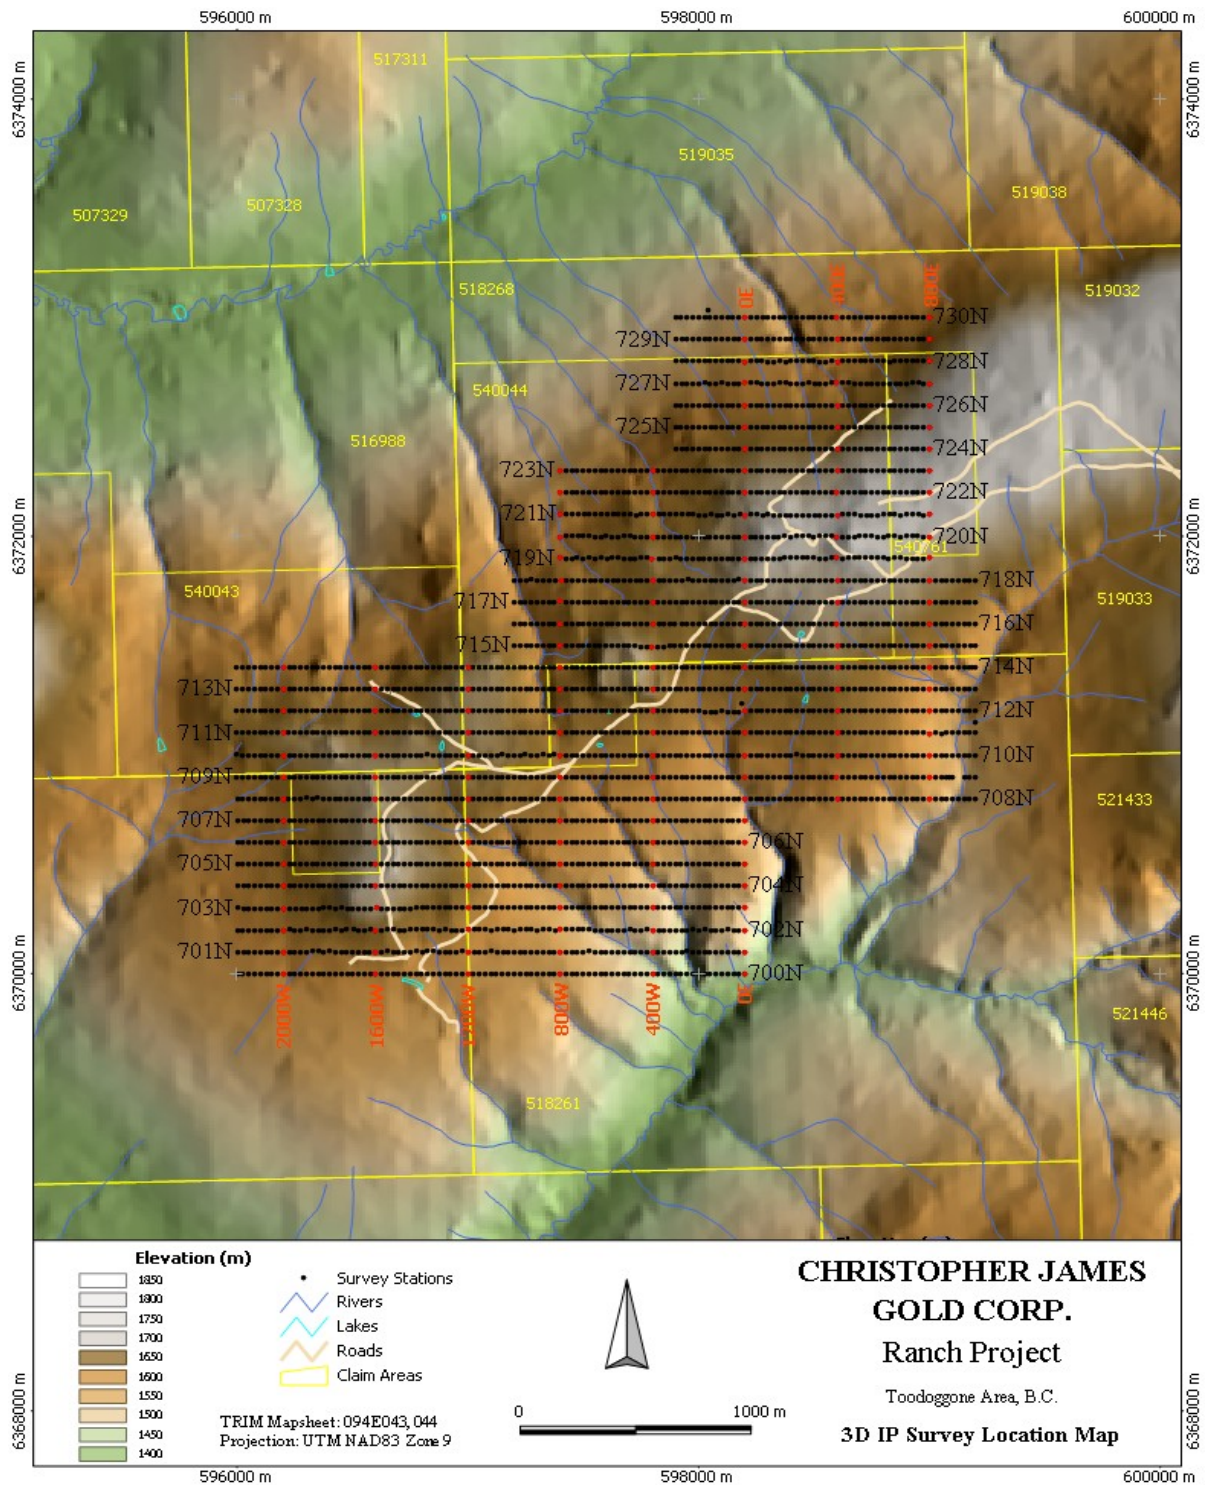 596000 m
598000 m
600000 m
6374000 m
6374000 m
517311
519035
519038
507328
507329
518268
519032
0E
400E
800E
730N
729N
728N
727N
540044
726N
725N
516988
724N
723N
722N
721N
6372000 m
6372000 m
720N
540761
719N
718N
540043
717N
519033
716N
715N
714N
713N
712N
711N
710N
709N
708N
521433
707N
706N
705N
704N
703N
702N
701N
700N
6370000 m
6370000 m
2000W
1600W
1200W
800W
400W
0E
521446
518261
Elevation (m)
1850
1800
1750
1700
1650
1600
1550
1500
1450
1400
Survey Stations
Rivers
Lakes
Roads
Claim Areas
TRIM Mapsheet: 094E043, 044
Projection: UTM NAD83 Zone 9
0
1000 m
CHRISTOPHER JAMES
GOLD CORP.
Ranch Project
Toodoggone Area, B.C.
3D IP Survey Location Map
6368000 m
6368000 m
596000 m
598000 m
600000 m